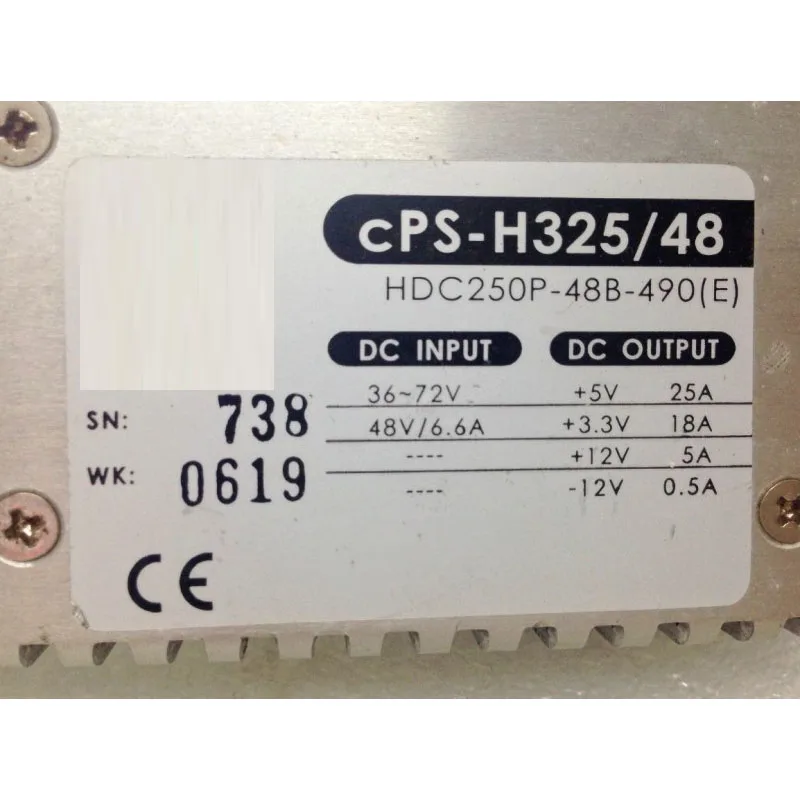 cPS-H325/48
HDC250P-48B-490(E)
DC INPUT DC OUTPUT
36~72V +5V 25A
SN: 738 48V/6.6A +3.3V 18A
---- +12V 5A
WK: 0619 ---- -12V 0.5A
CE